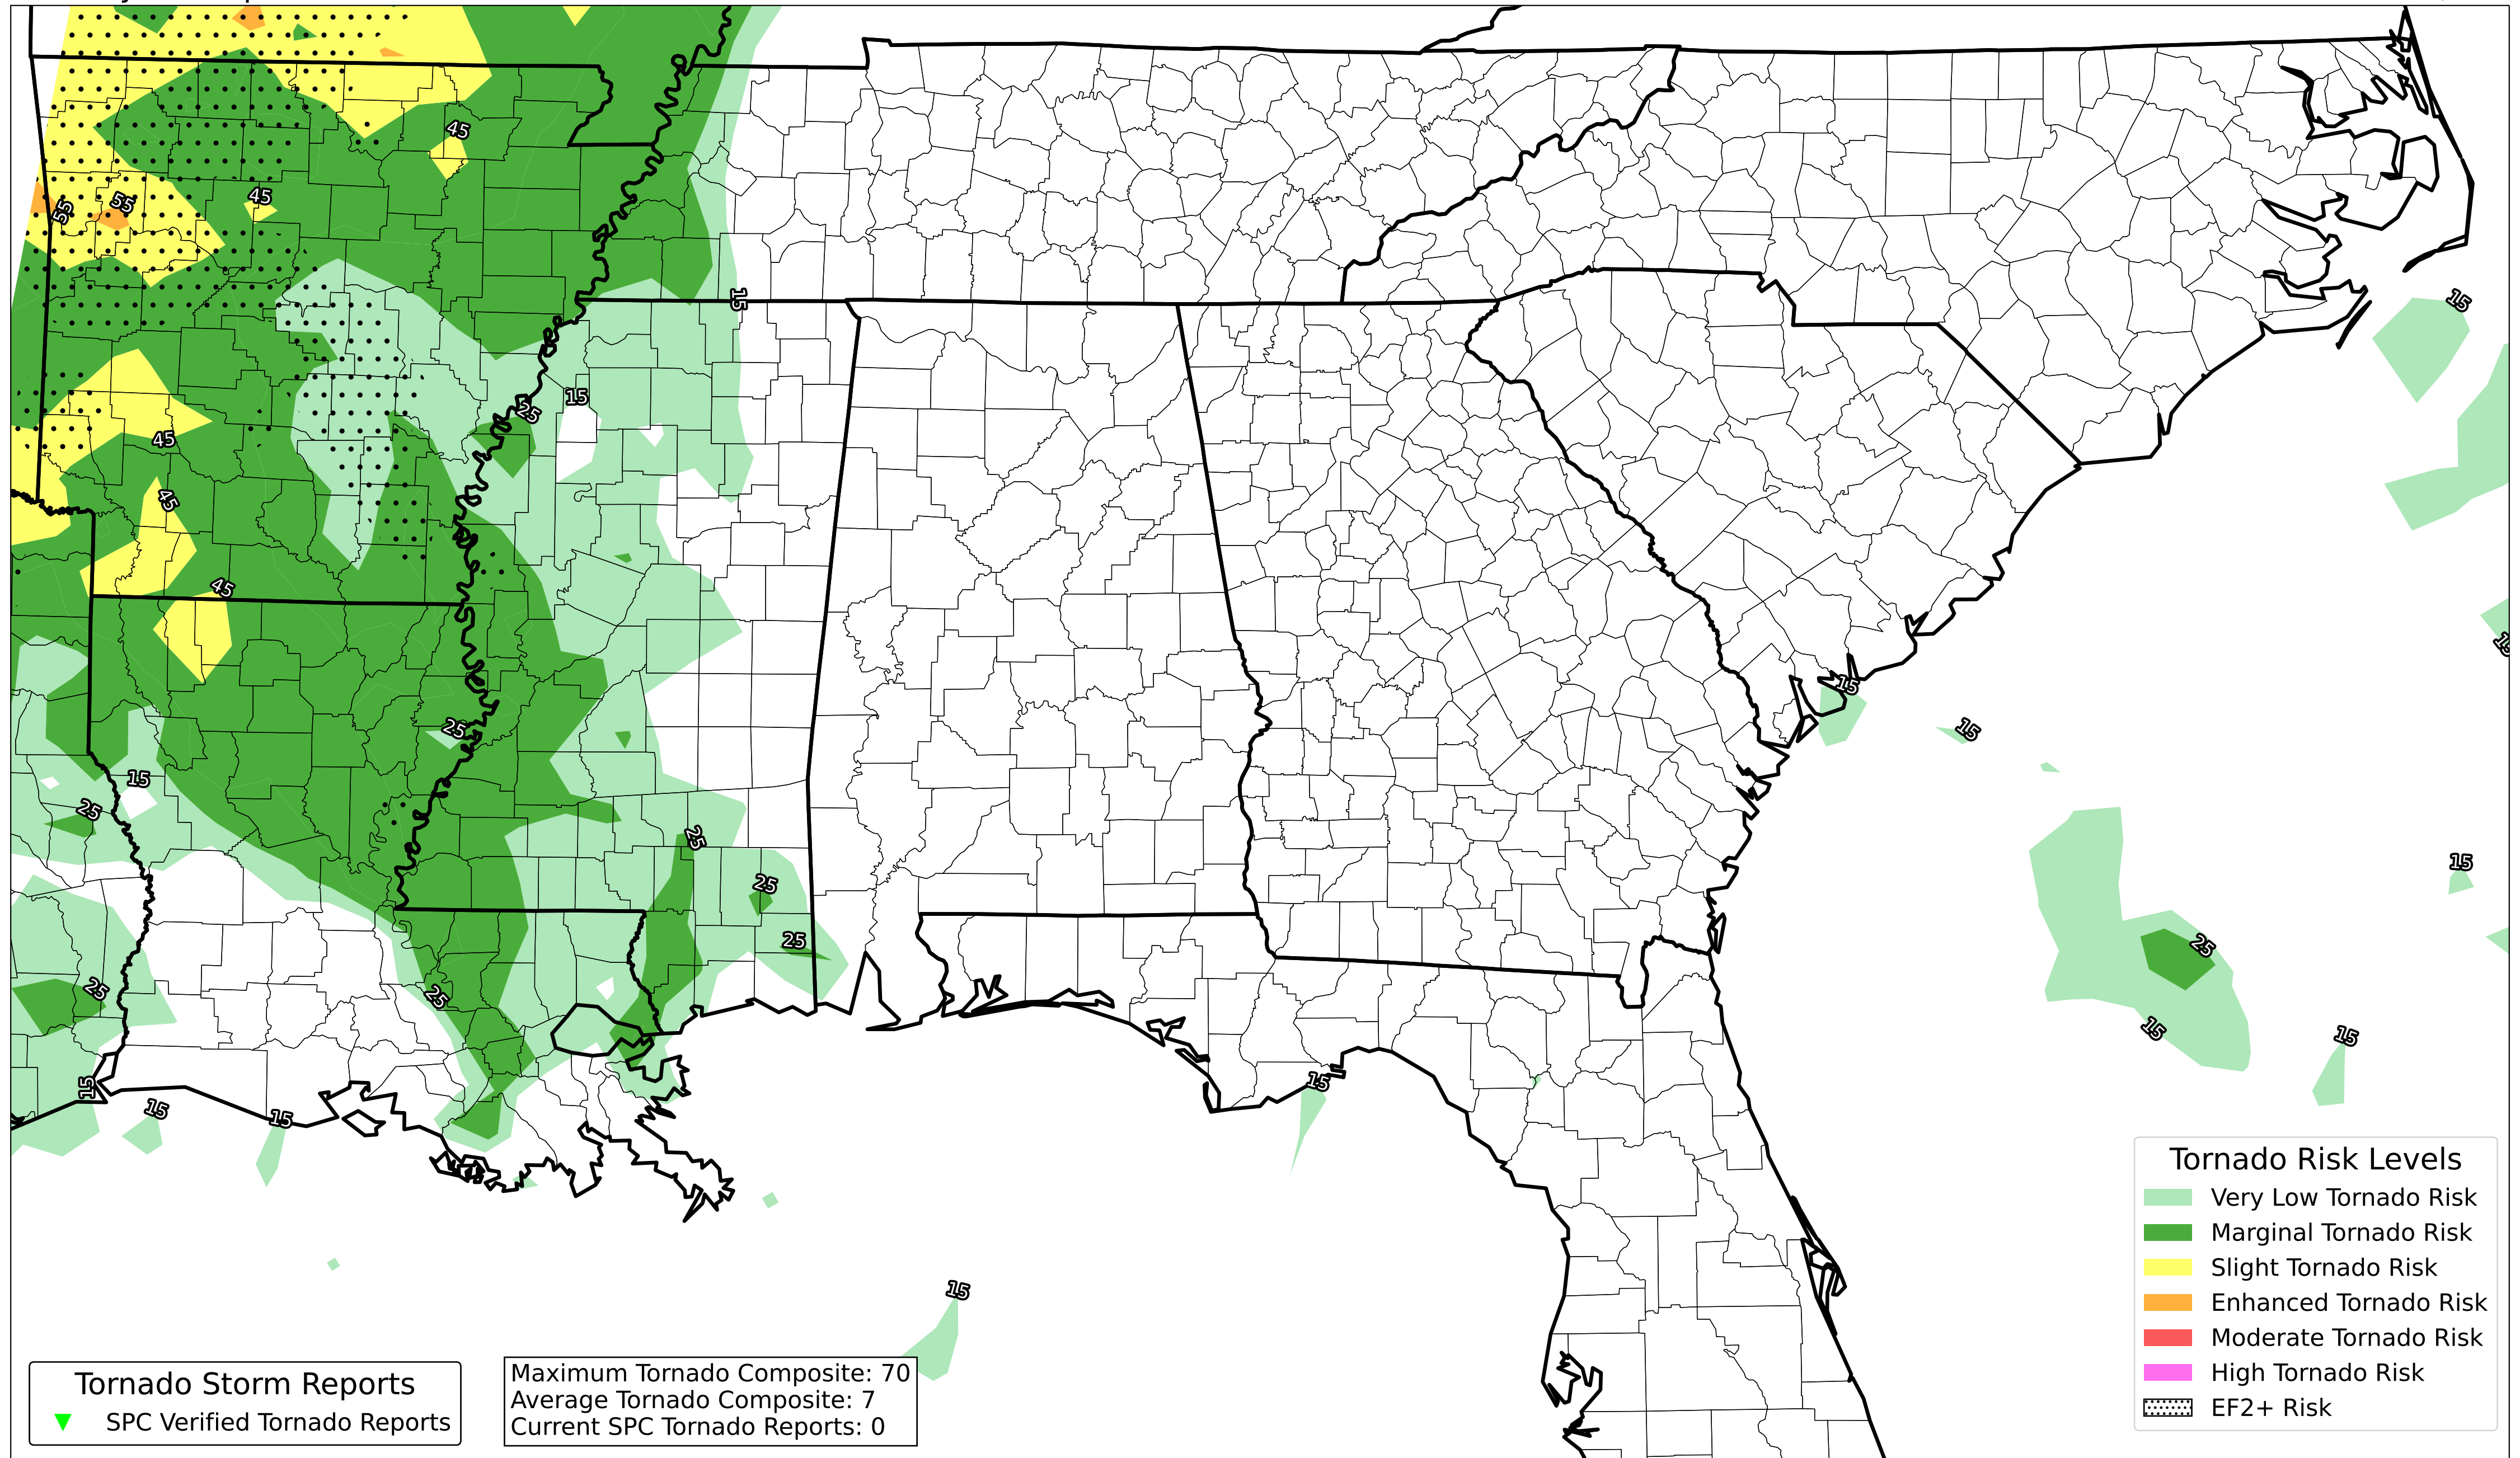 45
45
55
55
15
15
15
25
45
45
45
15
15
25
15
15
25
25
25
15
25
15
25
25
25
15
15
15
15
15
15
15
Tornado Risk Levels
Very Low Tornado Risk
Marginal Tornado Risk
Slight Tornado Risk
Enhanced Tornado Risk
Moderate Tornado Risk
High Tornado Risk
EF2+ Risk
Tornado Storm Reports
SPC Verified Tornado Reports
Maximum Tornado Composite: 70
Average Tornado Composite: 7
Current SPC Tornado Reports: 0